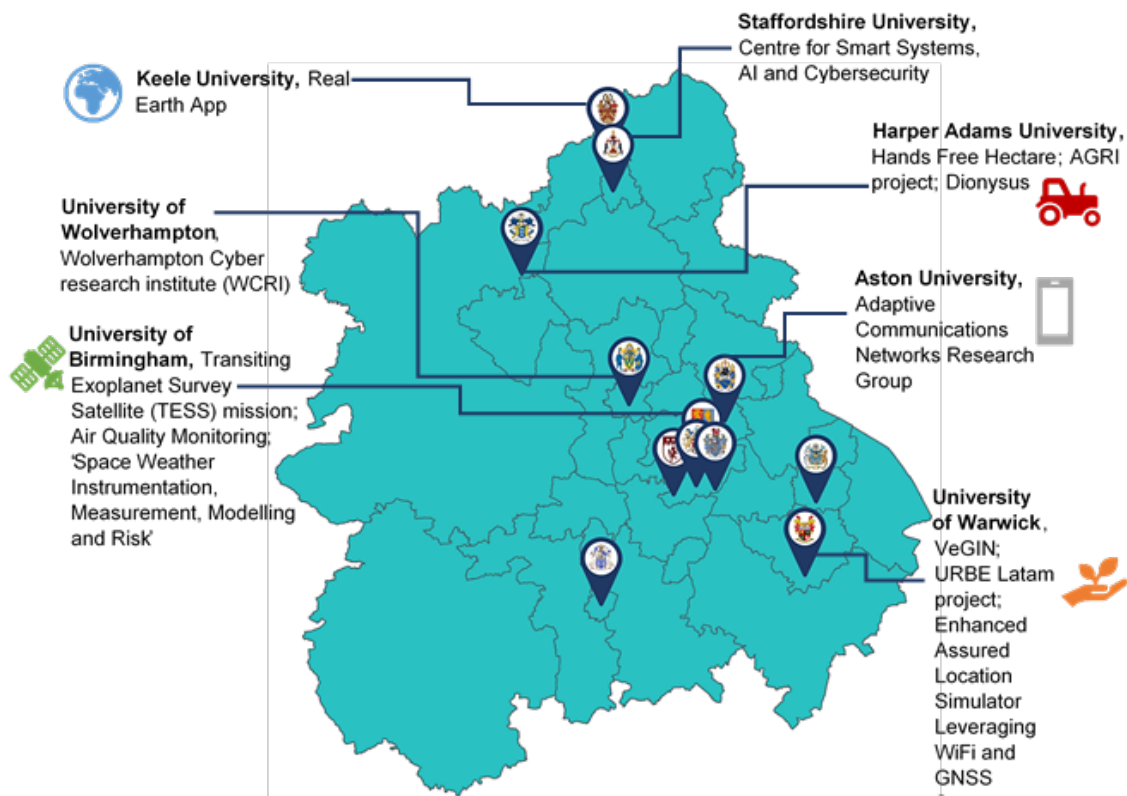 Staffordshire University,
Centre for Smart Systems,
AI and Cybersecurity
Keele University, Real
Earth App
Harper Adams University,
Hands Free Hectare; AGRI
project; Dionysus
University of
Wolverhampton,
Wolverhampton Cyber
research institute (WCRI)
Aston University,
Adaptive
Communications
Networks Research
Group
University of
Birmingham, Transiting
Exoplanet Survey
Satellite (TESS) mission;
Air Quality Monitoring;
'Space Weather
Instrumentation,
Measurement, Modelling
and Risk'
University
of Warwick,
VeGIN;
URBE Latam
project;
Enhanced
Assured
Location
Simulator
Leveraging
WiFi and
GNSS